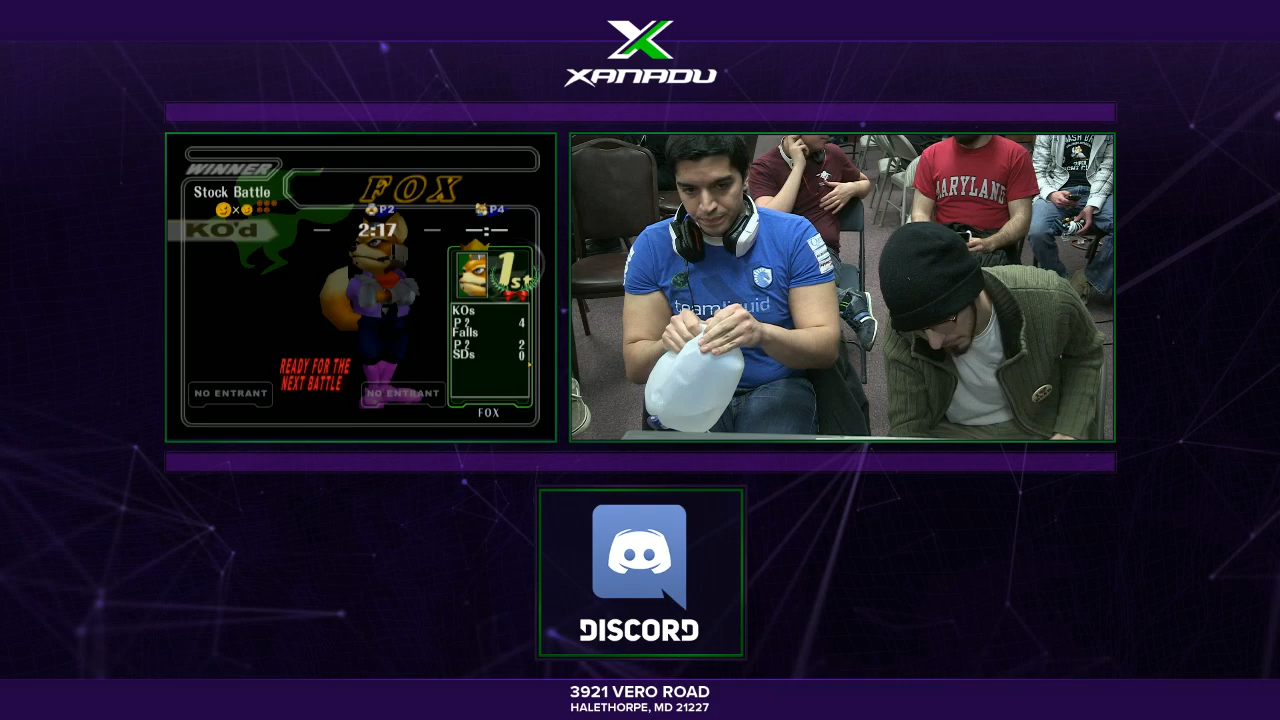 XANADU
WINNER
FOX
Stock Battle
P2
P4
KO'd
2:17
1st
KOs
P2 4
Falls
P2 2
SDs 0
READY FOR THE
NEXT BATTLE
NO ENTRANT
NO ENTRANT
FOX
MARYLAND
teamliquid
DISCORD
3921 VERO ROAD
HALETHORPE, MD 21227